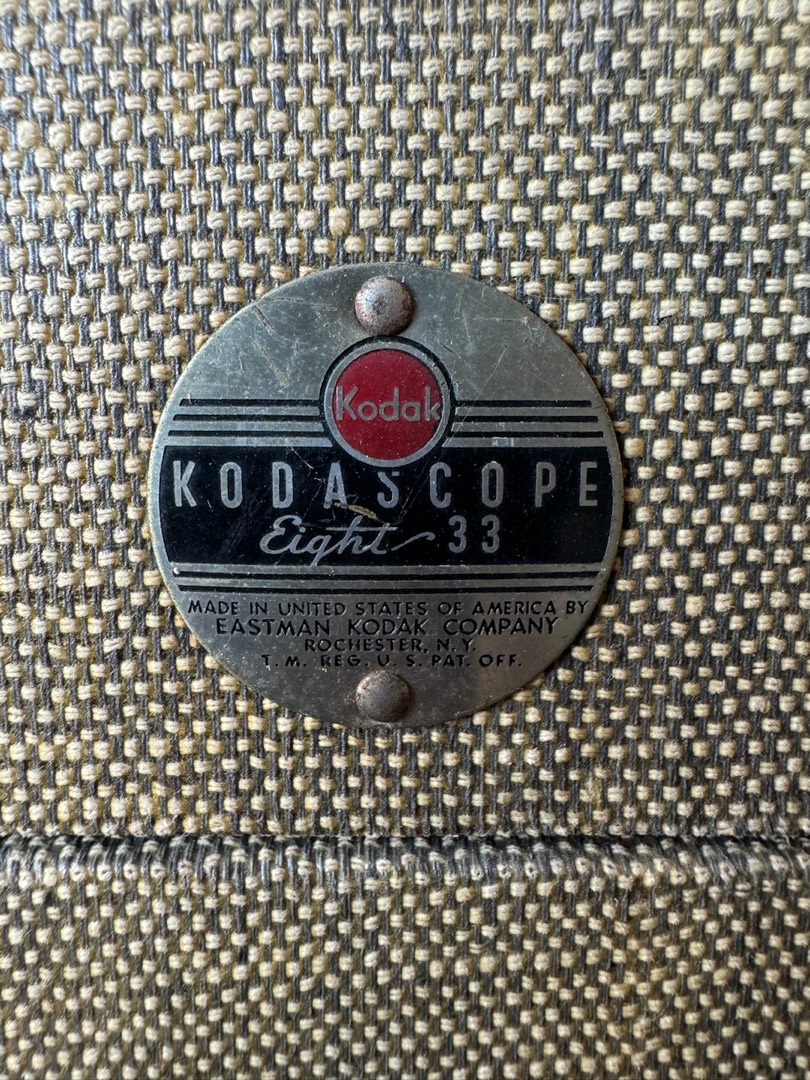 Kodak
KODASCOPE
Eight-33
MADE IN UNITED STATES OF AMERICA BY
EASTMAN KODAK COMPANY
ROCHESTER, N.Y.
T. M. REG. U. S. PAT. OFF.